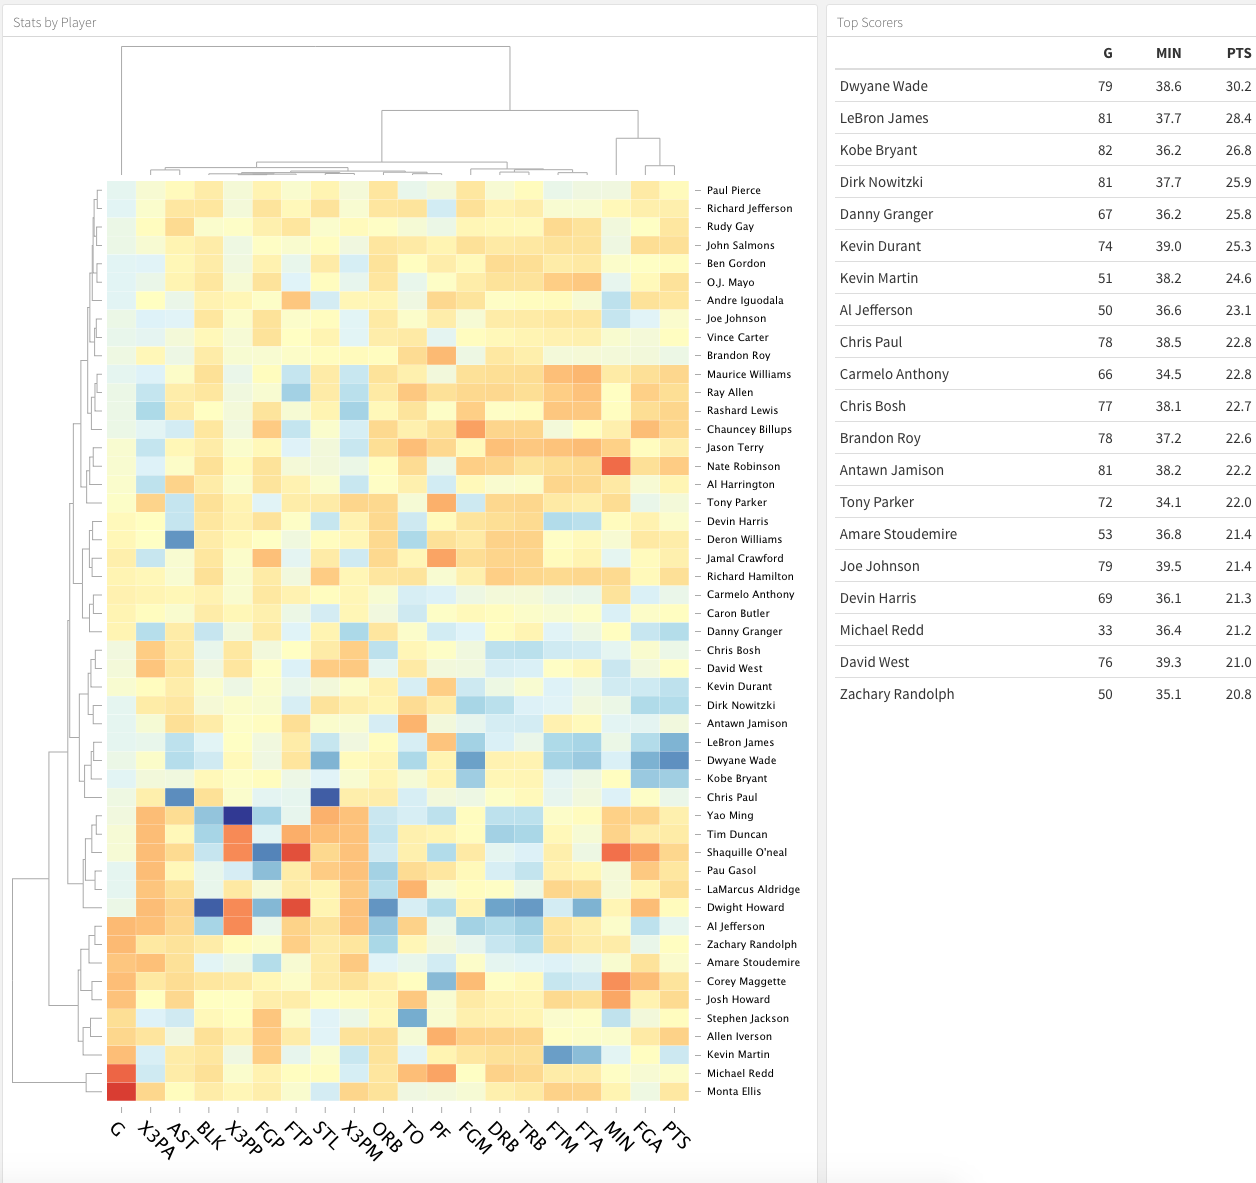 Stats by Player
Paul Pierce
Richard Jefferson
Rudy Gay
John Salmons
Ben Gordon
O.J. Mayo
Andre Iguodala
Joe Johnson
Vince Carter
Brandon Roy
Maurice Williams
Ray Allen
Rashard Lewis
Chauncey Billups
Jason Terry
Nate Robinson
Al Harrington
Tony Parker
Devin Harris
Deron Williams
Jamal Crawford
Richard Hamilton
Carmelo Anthony
Caron Butler
Danny Granger
Chris Bosh
David West
Kevin Durant
Dirk Nowitzki
Antawn Jamison
LeBron James
Dwyane Wade
Kobe Bryant
Chris Paul
Yao Ming
Tim Duncan
Shaquille O'neal
Pau Gasol
LaMarcus Aldridge
Dwight Howard
Al Jefferson
Zachary Randolph
Amare Stoudemire
Corey Maggette
Josh Howard
Stephen Jackson
Allen Iverson
Kevin Martin
Michael Redd
Monta Ellis
G X3PA AST BLK X3PP FGP FTP STL X3PM ORB TO PF FGM DRB TRB FTM FTA MIN FGA PTS
Top Scorers
G MIN PTS
Dwyane Wade 79 38.6 30.2
LeBron James 81 37.7 28.4
Kobe Bryant 82 36.2 26.8
Dirk Nowitzki 81 37.7 25.9
Danny Granger 67 36.2 25.8
Kevin Durant 74 39.0 25.3
Kevin Martin 51 38.2 24.6
Al Jefferson 50 36.6 23.1
Chris Paul 78 38.5 22.8
Carmelo Anthony 66 34.5 22.8
Chris Bosh 77 38.1 22.7
Brandon Roy 78 37.2 22.6
Antawn Jamison 81 38.2 22.2
Tony Parker 72 34.1 22.0
Amare Stoudemire 53 36.8 21.4
Joe Johnson 79 39.5 21.4
Devin Harris 69 36.1 21.3
Michael Redd 33 36.4 21.2
David West 76 39.3 21.0
Zachary Randolph 50 35.1 20.8